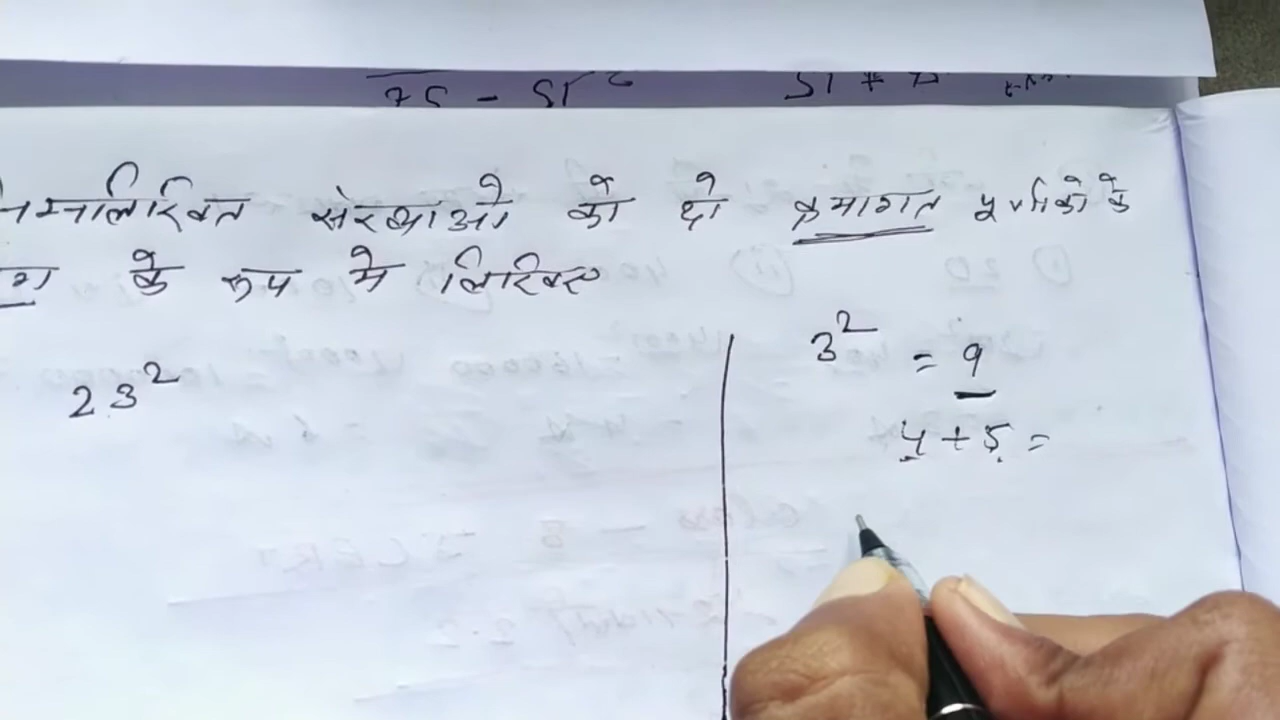 निम्नलिखित संख्याओ को दो क्रमागत पूर्णांको के
के रूप मे लिखिए
23²
3² = 9
4 + 5 =